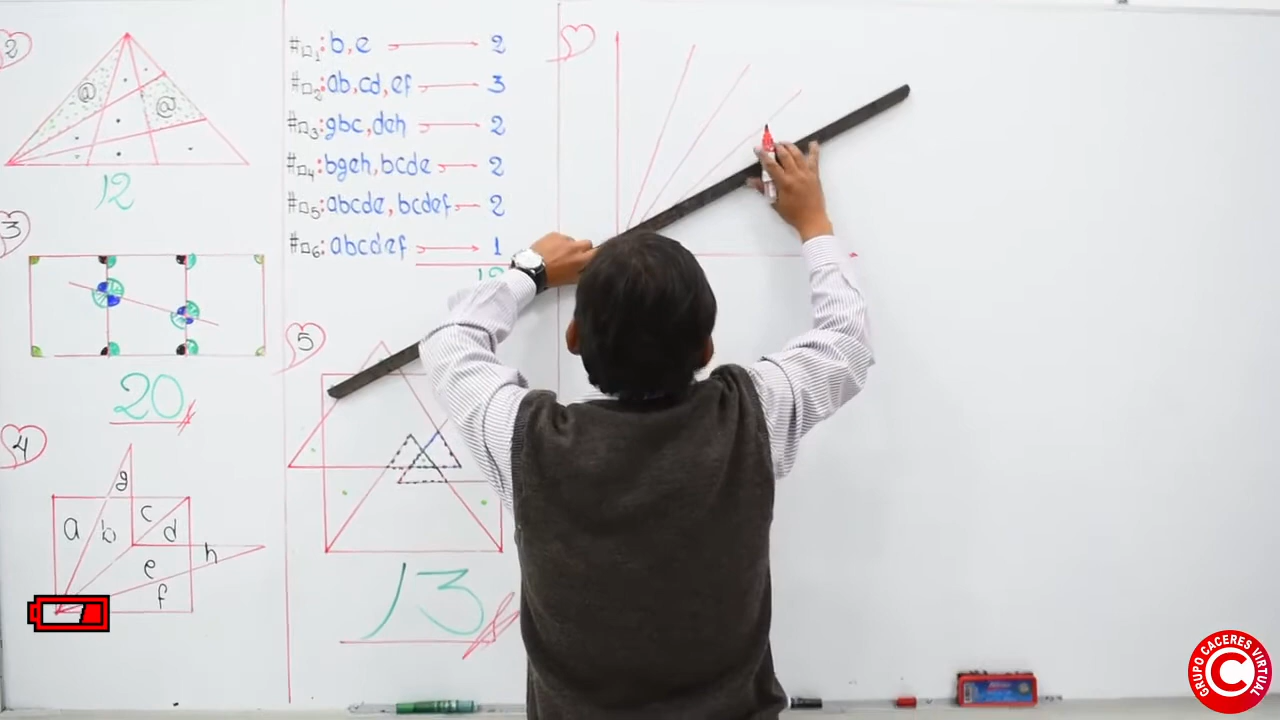 2
@
@
12
3
20
4
g
a
b
c
d
e
h
f
#□1: b,e → 2
#□2: ab,cd,ef → 3
#□3: gbc,deh → 2
#□4: bgeh,bcde → 2
#□5: abcde,bcdef → 2
#□6: abcdef → 1
5
13
GRUPO CACERES VIRTUAL
C